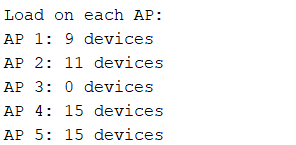 Load on each AP:
AP 1: 9 devices
AP 2: 11 devices
AP 3: 0 devices
AP 4: 15 devices
AP 5: 15 devices